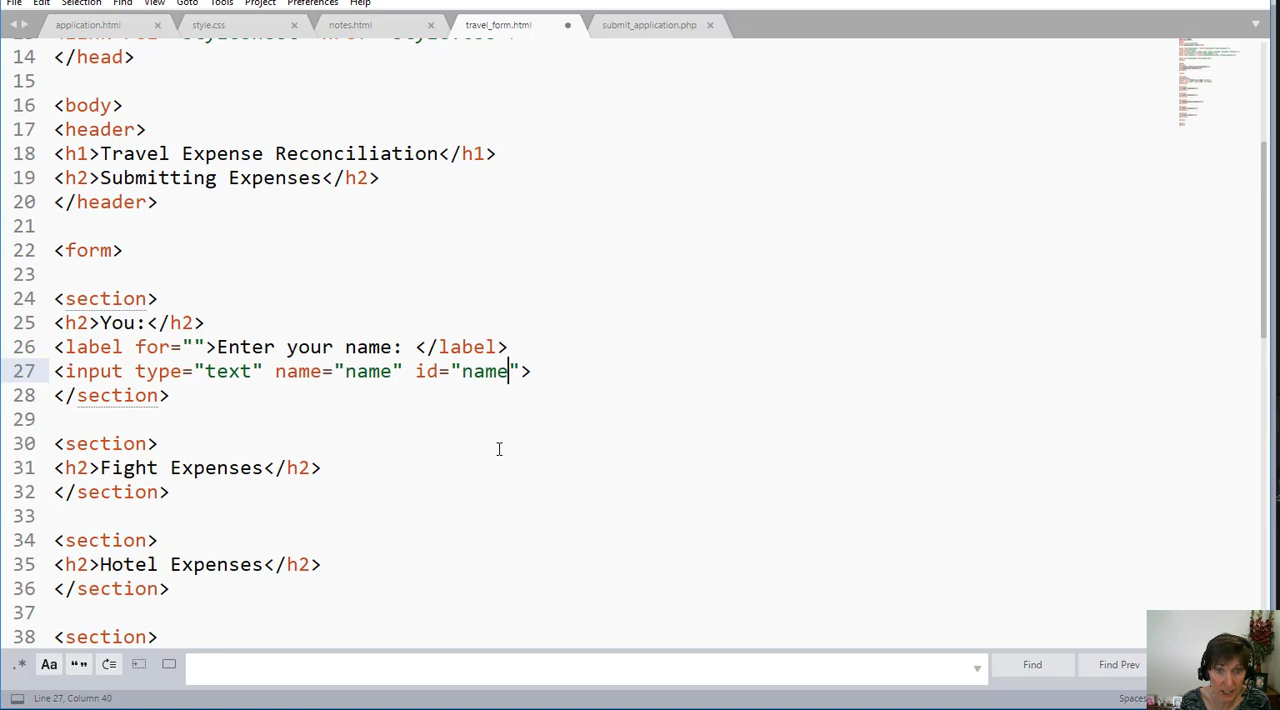 File Edit Selection Find View Goto Tools Project Preferences Help
application.html × style.css × notes.html × travel_form.html submit_application.php ×
14 </head>
15
16 <body>
17 <header>
18 <h1>Travel Expense Reconciliation</h1>
19 <h2>Submitting Expenses</h2>
20 </header>
21
22 <form>
23
24 <section>
25 <h2>You:</h2>
26 <label for="">Enter your name: </label>
27 <input type="text" name="name" id="name">
28 </section>
29
30 <section>
31 <h2>Fight Expenses</h2>
32 </section>
33
34 <section>
35 <h2>Hotel Expenses</h2>
36 </section>
37
38 <section>
.* Aa “ ” Find Find Prev
Line 27, Column 40